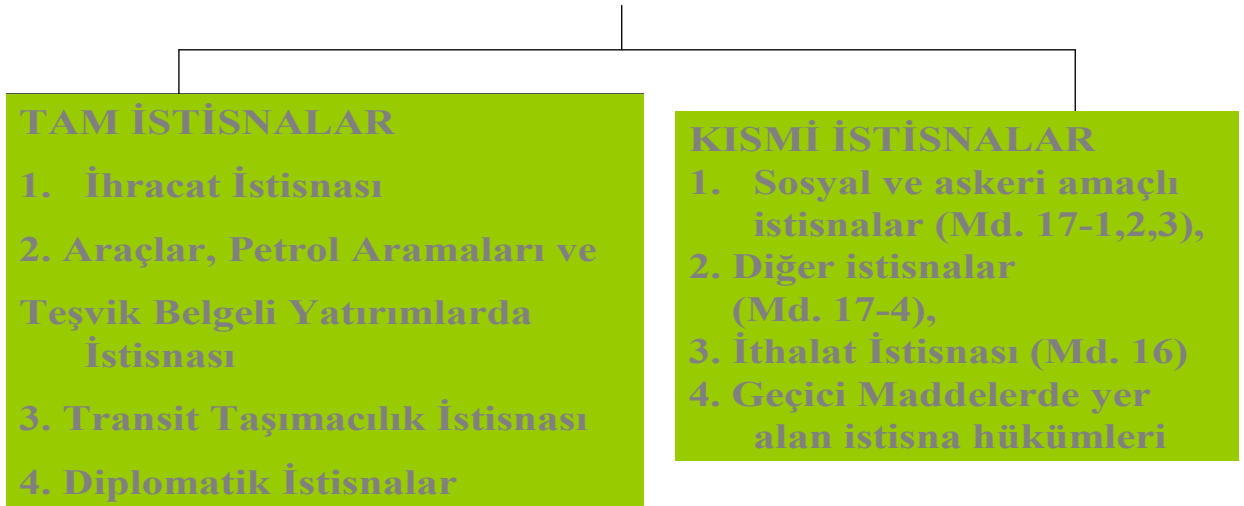 TAM İSTİSNALAR
1. İhracat İstisnası
2. Araçlar, Petrol Aramaları ve
Teşvik Belgeli Yatırımlarda
İstisnası
3. Transit Taşımacılık İstisnası
4. Diplomatik İstisnalar
KISMİ İSTİSNALAR
1. Sosyal ve askeri amaçlı
istisnalar (Md. 17-1,2,3),
2. Diğer istisnalar
(Md. 17-4),
3. İthalat İstisnası (Md. 16)
4. Geçici Maddelerde yer
alan istisna hükümleri